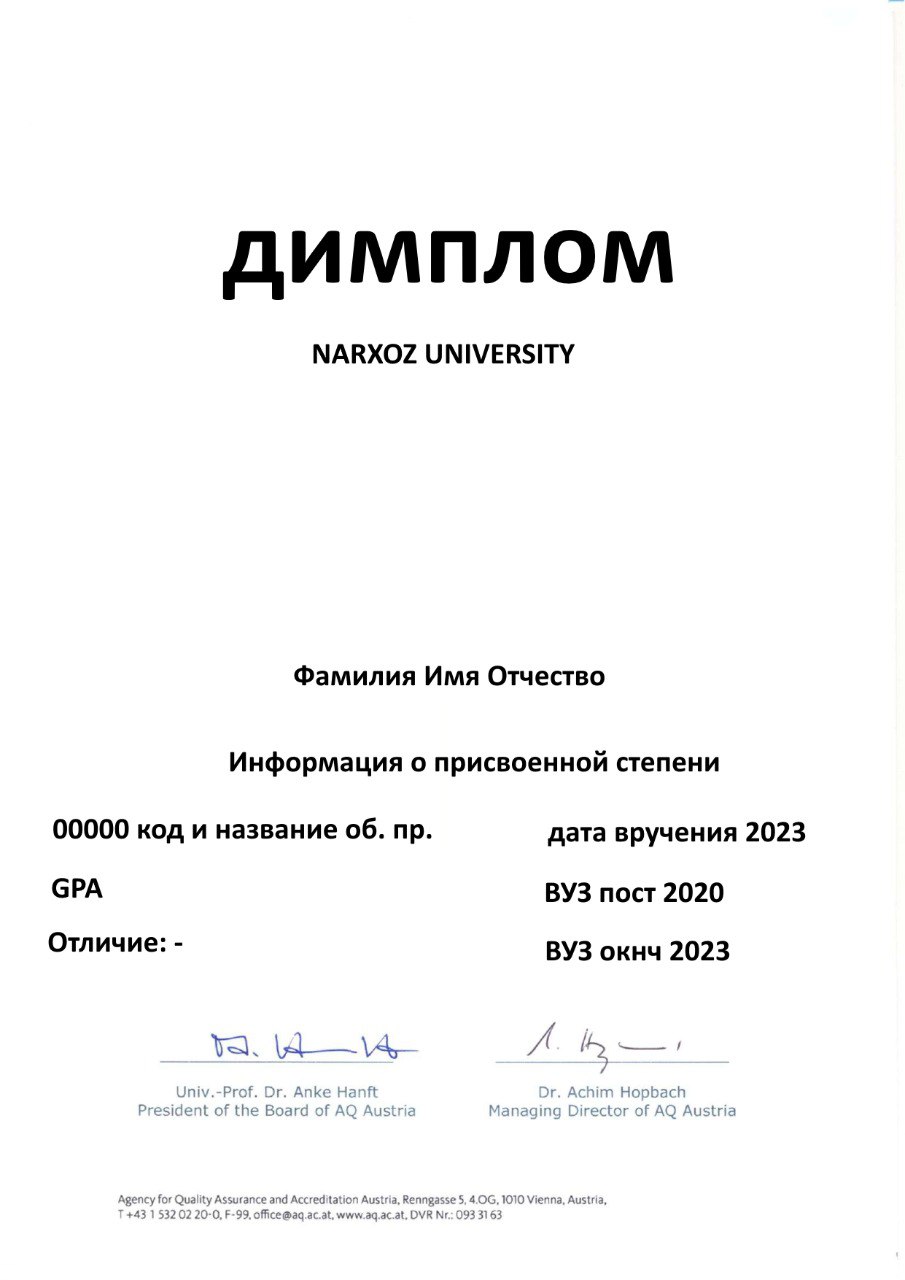 димплом
NARXOZ UNIVERSITY
Фамилия Имя Отчество
Информация о присвоенной степени
00000 код и название об. пр.
дата вручения 2023
GPA
ВУЗ пост 2020
Отличие: -
ВУЗ окнч 2023
Univ.-Prof. Dr. Anke Hanft
President of the Board of AQ Austria
Dr. Achim Hopbach
Managing Director of AQ Austria
Agency for Quality Assurance and Accreditation Austria, Renngasse 5, 4.OG, 1010 Vienna, Austria,
T +43 1 532 02 20-0, F-99, office@aq.ac.at, www.aq.ac.at, DVR Nr.: 093 31 63